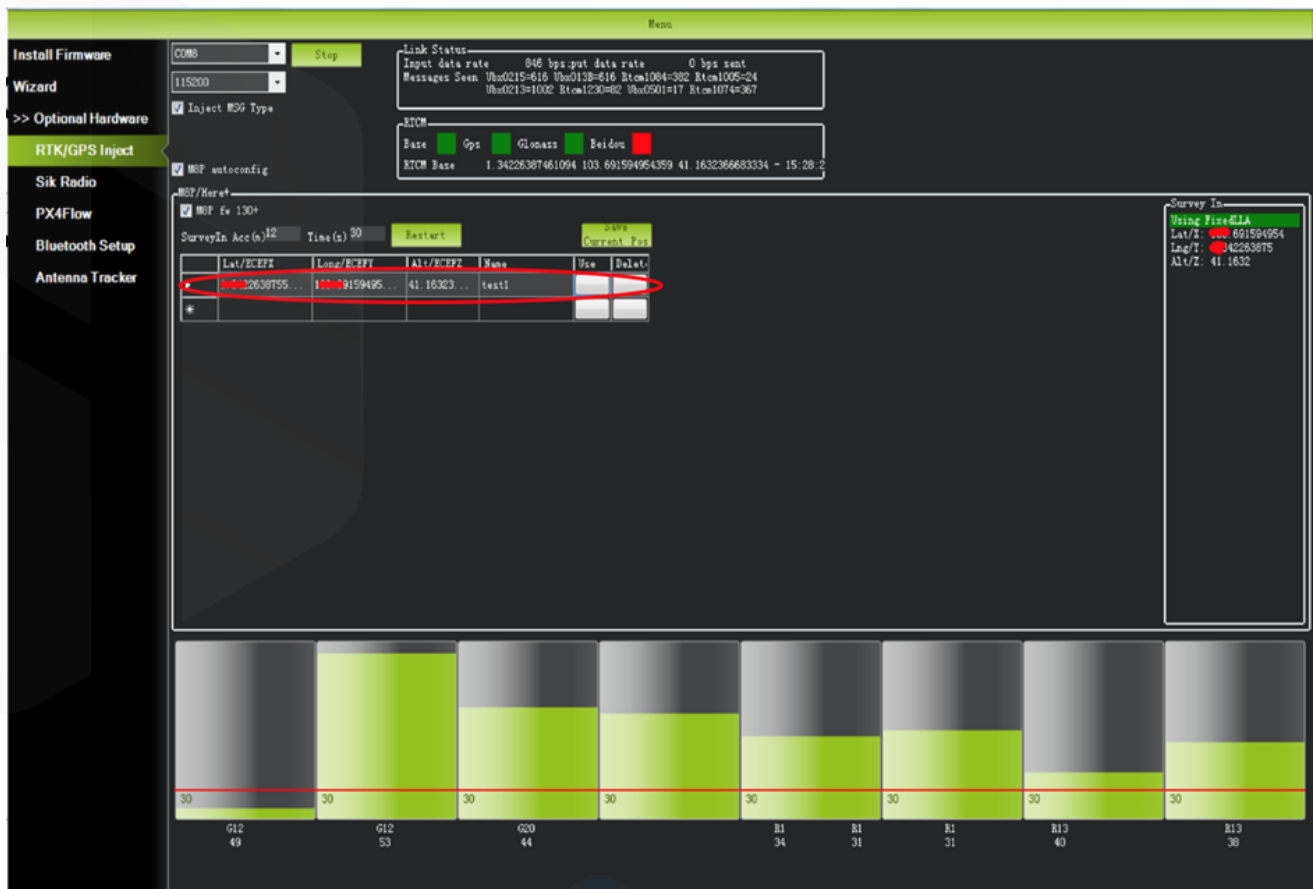 Menu
Install Firmware
Wizard
>> Optional Hardware
RTK/GPS Inject
Sik Radio
PX4Flow
Bluetooth Setup
Antenna Tracker
COM8
Stop
115200
Inject MSG Type
M8P autoconfig
Link Status
Input data rate 846 bps:put data rate 0 bps sent
Messages Seen Ubx0215=616 Ubx013B=616 Rtcm1084=382 Rtcm1005=24
Ubx0213=1002 Rtcm1230=82 Ubx0501=17 Rtcm1074=367
RTCM
Base Gps Glonass Beidou
RTCM Base 1.34226387461094 103.691594954359 41.1632366683334 - 15:28:2
M8P/Here+
M8P fw 130+
SurveyIn Acc(m) 12 Time(s) 30 Restart
Save
Current Pos
Lat/ECEFX Long/ECEFY Alt/ECEFZ Name Use Delet
22638755... 9159495... 41.16323... test1
Survey In
Using FixedLLA
Lat/X: .691594954
Lng/Y: 42263875
Alt/Z: 41.1632
30 30 30 30 30 30 30 30
G12 G12 G20 R1 R1 R1 R13 R13
49 53 44 34 31 31 40 38